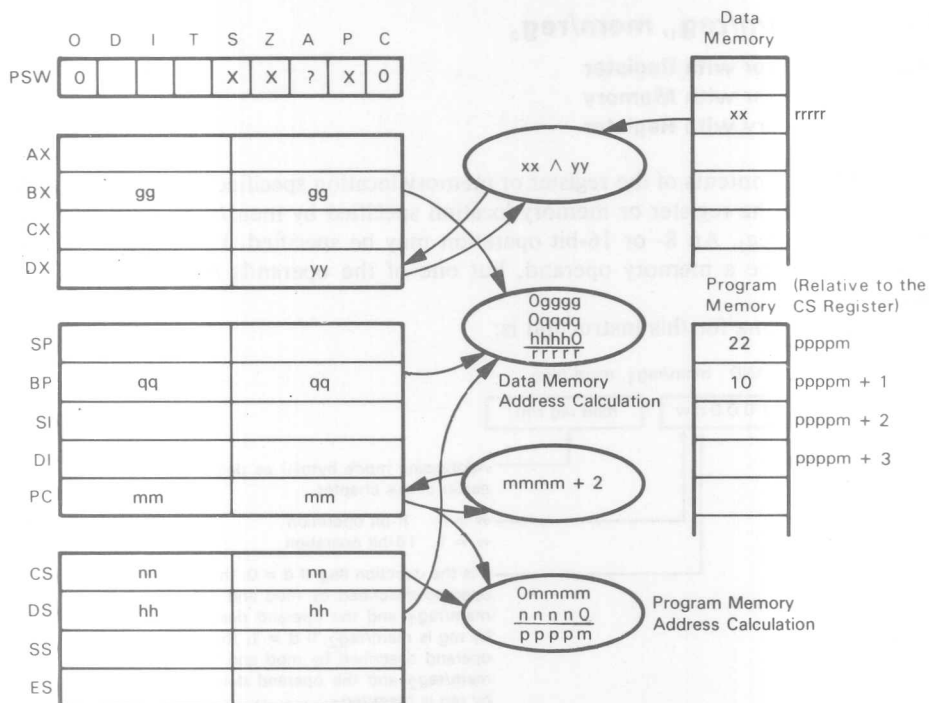 O D I T S Z A P C
PSW 0 X X ? X 0
Data
Memory
xx rrrrr
AX
BX gg gg
CX
DX yy
xx ∧ yy
0gggg
0qqqq
hhhh0
rrrrr
Data Memory
Address Calculation
Program
Memory
(Relative to the
CS Register)
22 ppppm
10 ppppm + 1
ppppm + 2
ppppm + 3
SP
BP qq qq
SI
DI
PC mm mm
mmmm + 2
CS nn nn
DS hh hh
SS
ES
0mmmm
nnnn0
ppppm
Program Memory
Address Calculation